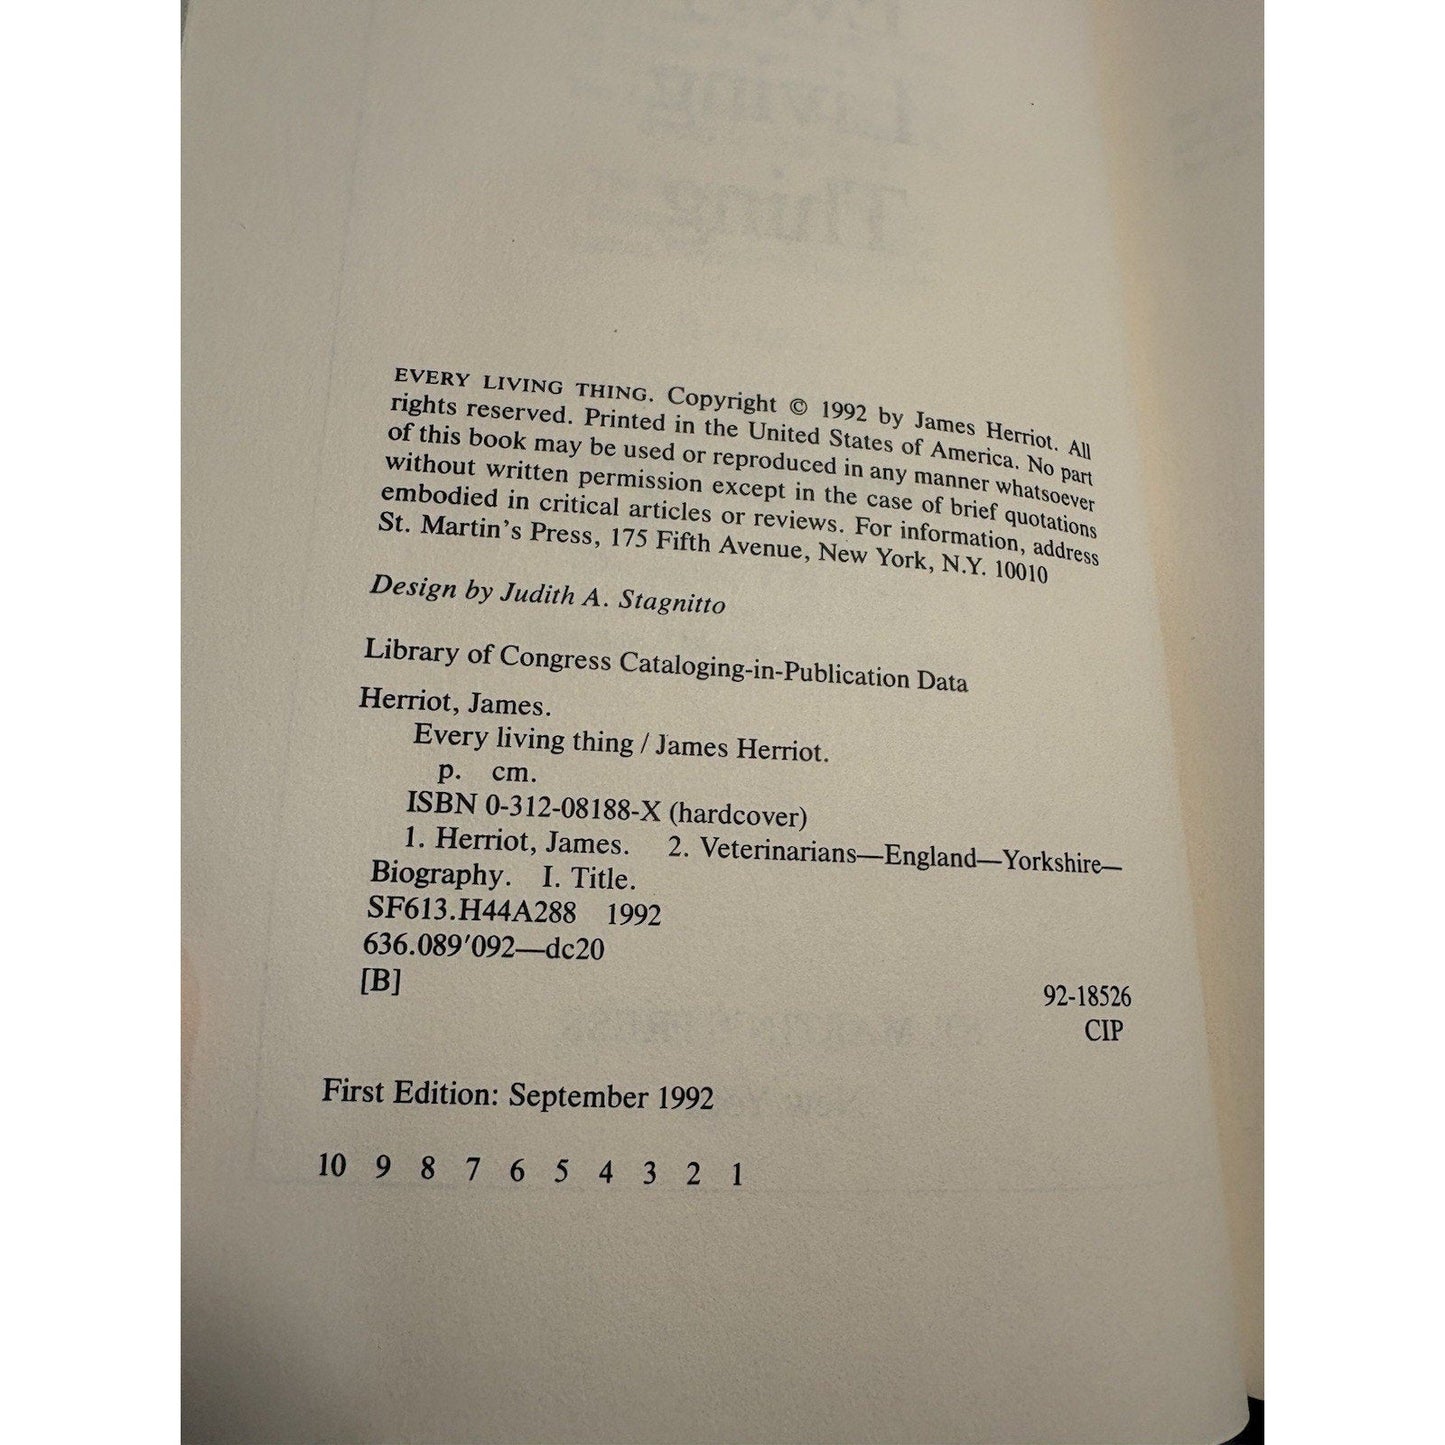 EVERY LIVING THING. Copyright © 1992 by James Herriot. All
rights reserved. Printed in the United States of America. No part
of this book may be used or reproduced in any manner whatsoever
without written permission except in the case of brief quotations
embodied in critical articles or reviews. For information, address
St. Martin's Press, 175 Fifth Avenue, New York, N.Y. 10010
Design by Judith A. Stagnitto
Library of Congress Cataloging-in-Publication Data
Herriot, James.
Every living thing / James Herriot.
p. cm.
ISBN 0-312-08188-X (hardcover)
1. Herriot, James. 2. Veterinarians—England—Yorkshire—
Biography. I. Title.
SF613.H44A288 1992
636.089'092—dc20
[B]
92-18526
CIP
First Edition: September 1992
10 9 8 7 6 5 4 3 2 1